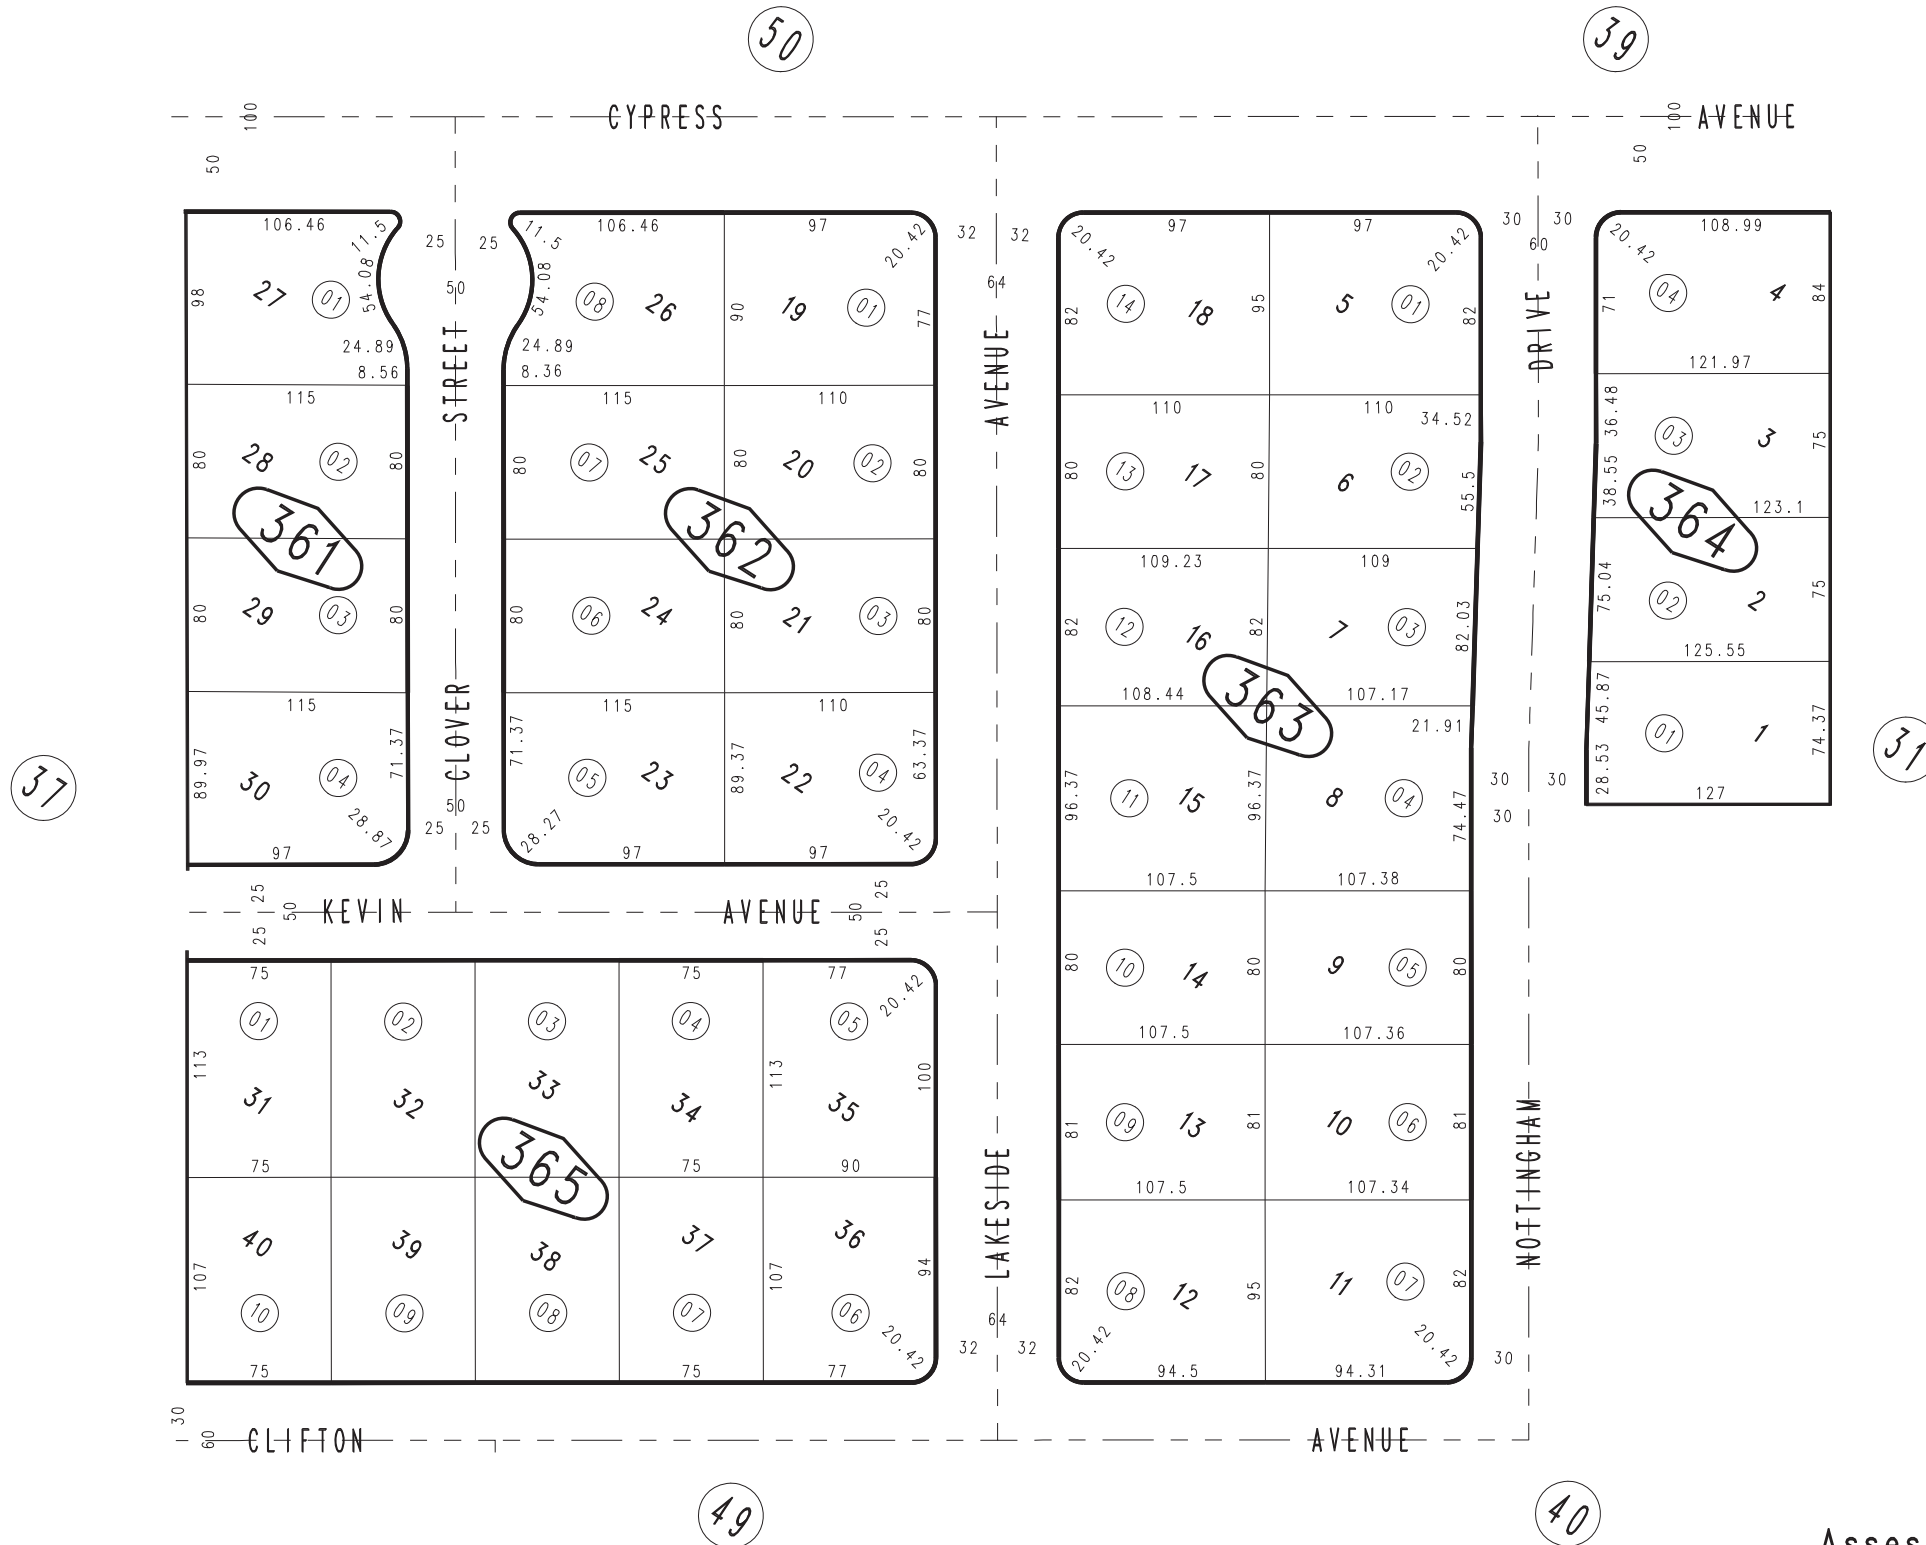 50 39
CYPRESS AVENUE
100 100
50 50
106.46 11.5 25 25 11.5 106.46 97 20.42 32 32 20.42 97 97 20.42 30 30 20.42 108.99
60
98 27 01 54.08 50 54.08 08 26 90 19 01 77 64 82 14 18 95 5 01 82 71 04 4 84
24.89 24.89
8.56 8.36 121.97
STREET AVENUE DRIVE
115 115 110 110 110 34.52 36.48
80 28 02 80 80 07 25 80 20 02 80 80 13 17 80 6 02 55.5 38.55 03 3 75
123.1
361 362 364
109.23 109
80 29 03 80 80 06 24 80 21 03 80 82 12 16 82 7 03 82.03 75.04 02 2 75
125.55
363
108.44 107.17
115 115 110 21.91 45.87
CLOVER
37 89.97 30 04 71.37 71.37 05 23 89.37 22 04 63.37 96.37 11 15 96.37 8 04 74.47 30 30 28.53 01 1 74.37 31
127
50 30
28.87 25 25 28.27 20.42
97 97 97
107.5 107.38
25 25
KEVIN AVENUE
50 50
25 25
80 10 14 80 9 05 80
75 75 77 20.42
01 02 03 04 05
107.5 107.36
113 31 32 33 34 113 35 100
81 09 13 81 10 06 81
75 75 90
365
107.5 107.34
LAKESIDE NOTTINGHAM
107 40 39 38 37 107 36 94
10 09 08 07 06
82 08 12 95 11 07 82
64
20.42 32 32 20.42 20.42 30
75 75 77 94.5 94.31
30
60
CLIFTON AVENUE
49 40
Asses